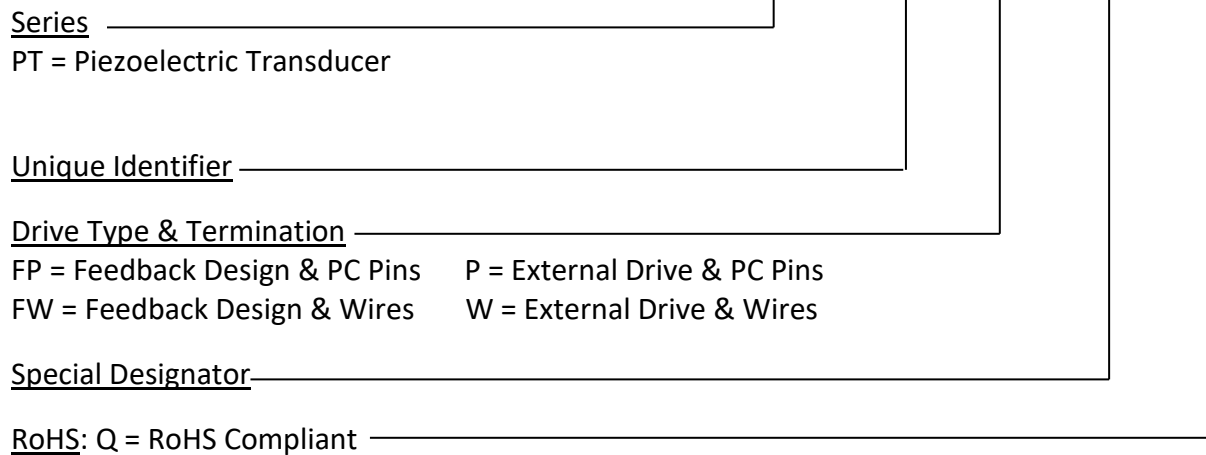 Series
PT = Piezoelectric Transducer
Unique Identifier
Drive Type & Termination
FP = Feedback Design & PC Pins P = External Drive & PC Pins
FW = Feedback Design & Wires W = External Drive & Wires
Special Designator
RoHS: Q = RoHS Compliant